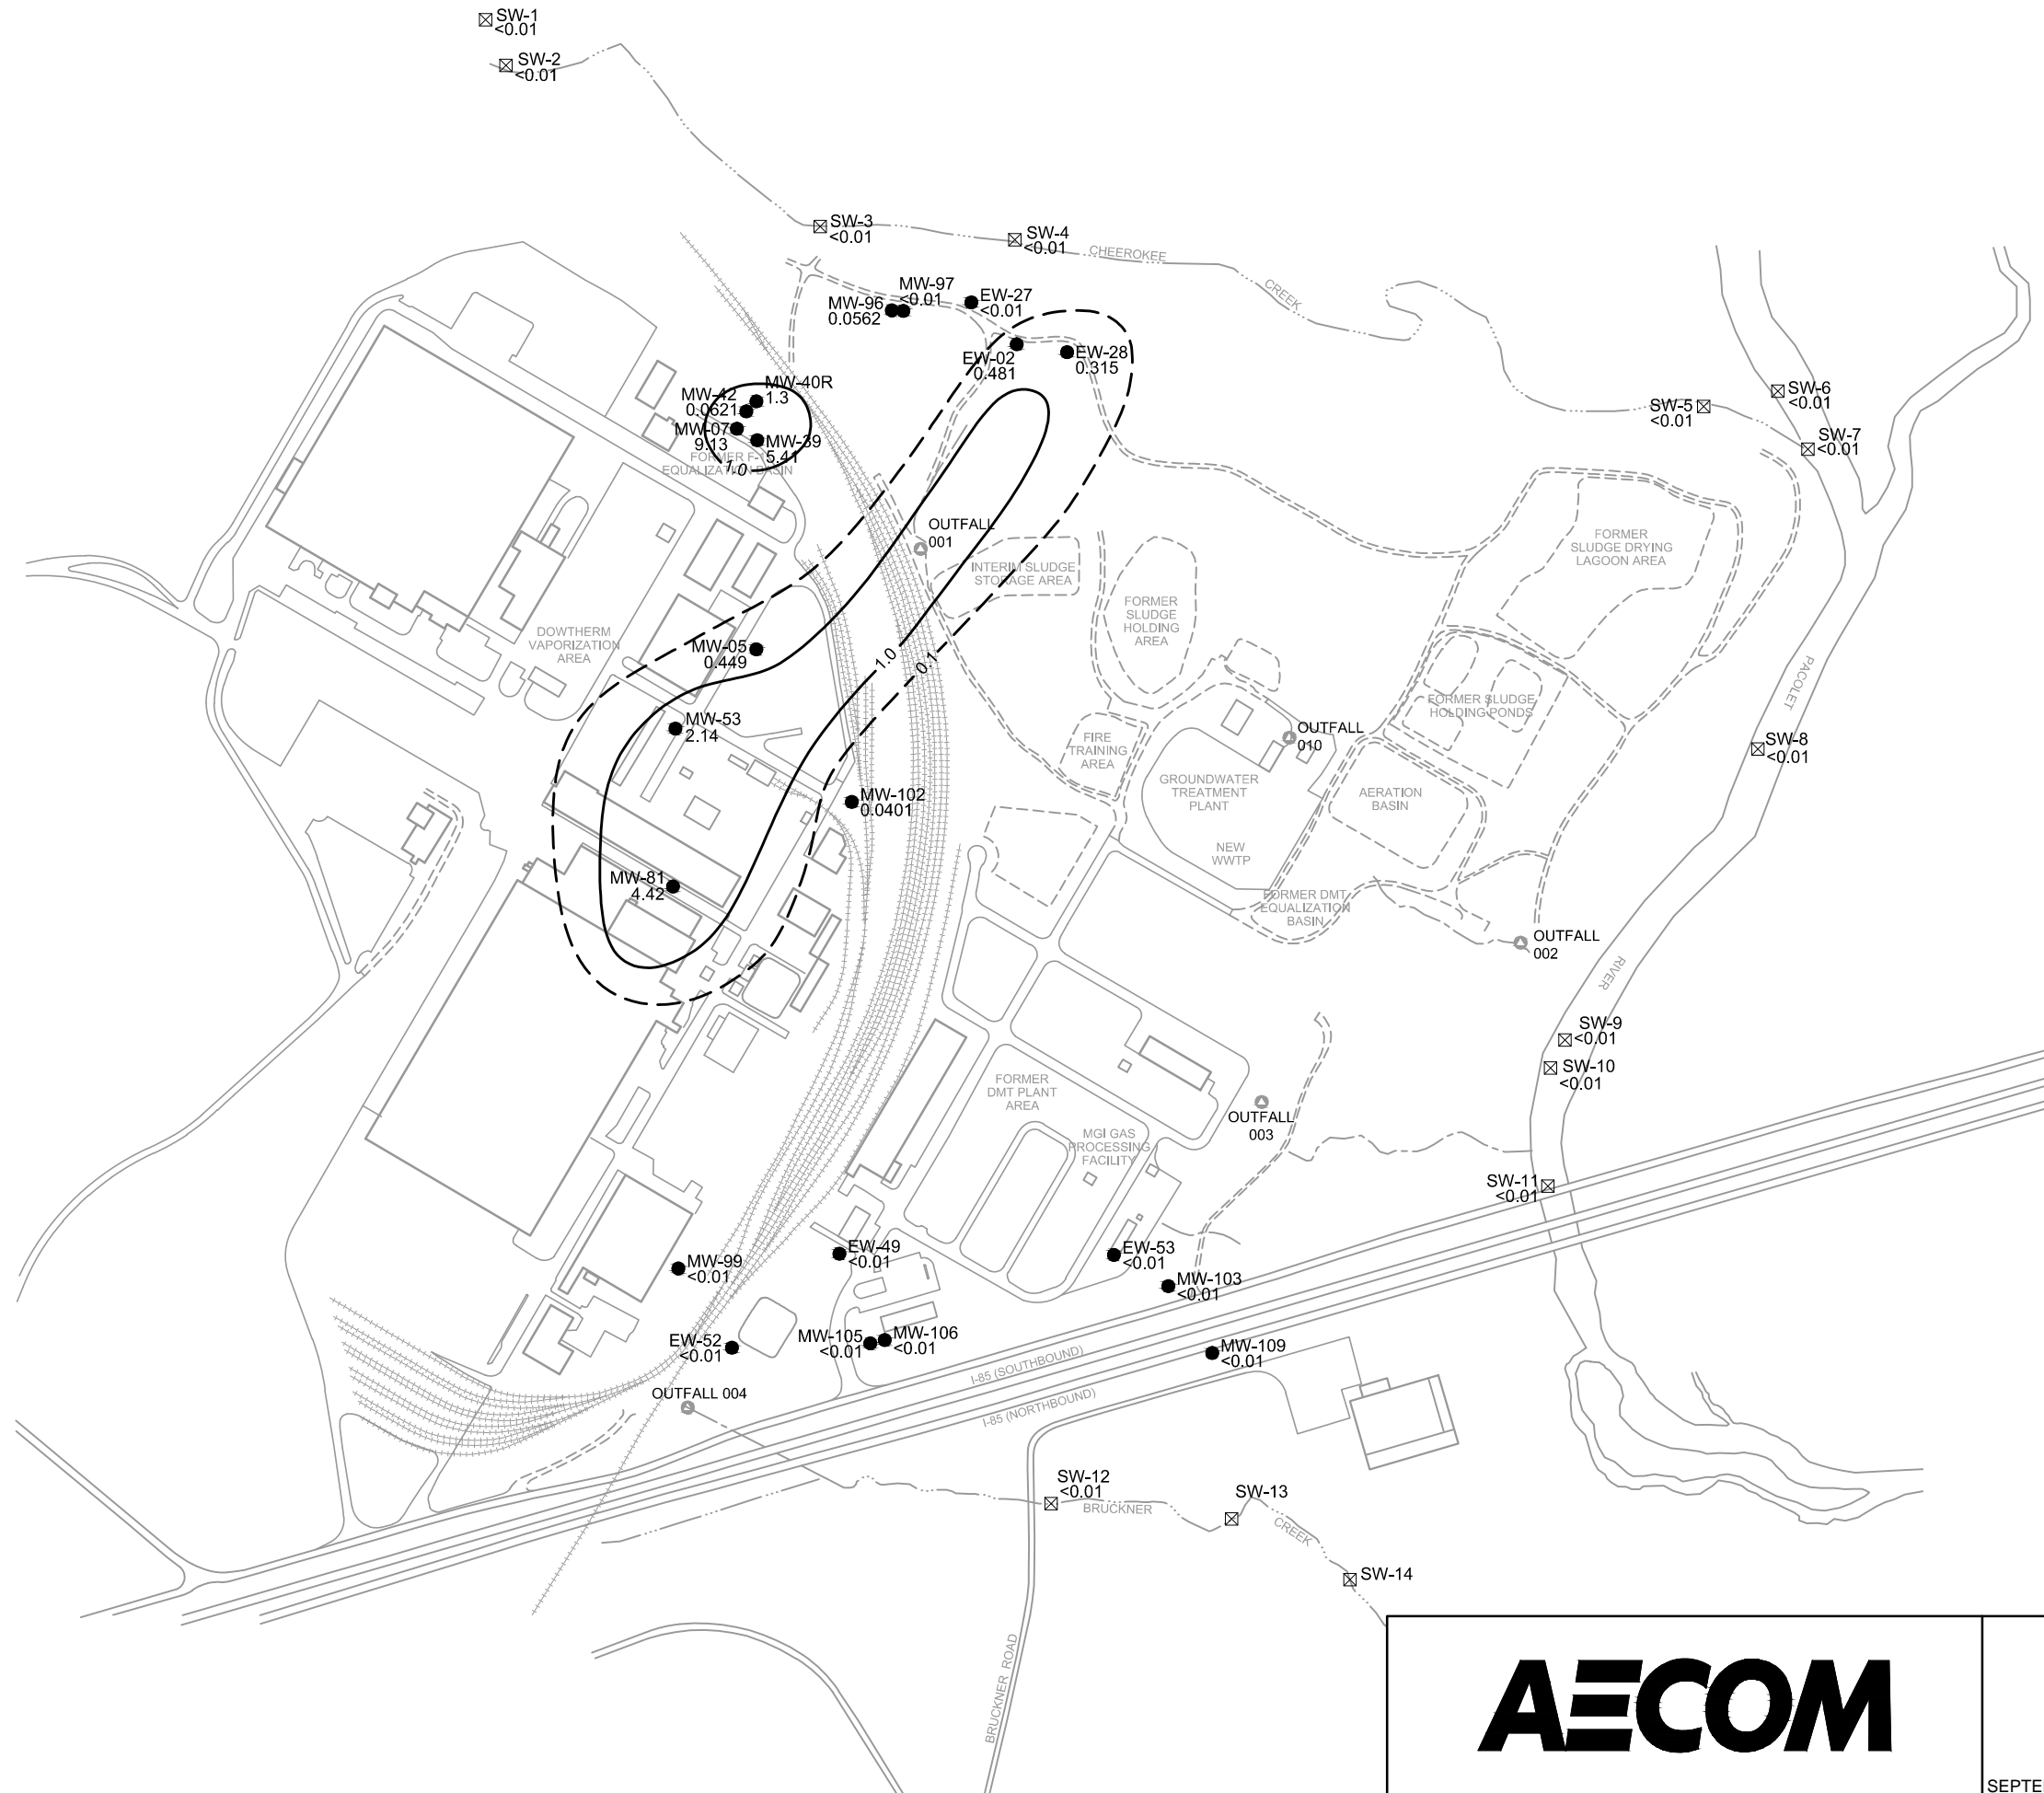 SW-1
<0.01
SW-2
<0.01
SW-3
<0.01
SW-4
<0.01
CHEEROKEE
CREEK
MW-97
<0.01
MW-96
0.0562
EW-27
<0.01
EW-02
0.481
EW-28
0.315
MW-40R
1.3
MW-42
0.0621
MW-07
9.13
MW-39
5.41
1.0
EQUALIZATION BASIN
SW-5
<0.01
SW-6
<0.01
SW-7
<0.01
OUTFALL
001
INTERIM SLUDGE
STORAGE AREA
FORMER
SLUDGE
HOLDING
AREA
FORMER
SLUDGE DRYING
LAGOON AREA
DOWTHERM
VAPORIZATION
AREA
MW-05
0.449
1.0
0.1
MW-53
2.14
PACOLET
FORMER SLUDGE
HOLDING PONDS
OUTFALL
010
FIRE
TRAINING
AREA
SW-8
<0.01
GROUNDWATER
TREATMENT
PLANT
AERATION
BASIN
MW-102
0.0401
NEW
WWTP
MW-81
4.42
FORMER DMT
EQUALIZATION
BASIN
OUTFALL
002
RIVER
SW-9
<0.01
SW-10
<0.01
FORMER
DMT PLANT
AREA
OUTFALL
003
MGI GAS
PROCESSING
FACILITY
SW-11
<0.01
EW-49
<0.01
EW-53
<0.01
MW-99
<0.01
MW-103
<0.01
EW-52
<0.01
MW-105
<0.01
MW-106
<0.01
MW-109
<0.01
I-85 (SOUTHBOUND)
I-85 (NORTHBOUND)
OUTFALL 004
SW-12
<0.01
BRUCKNER
SW-13
CREEK
SW-14
BRUCKNER ROAD
AECOM